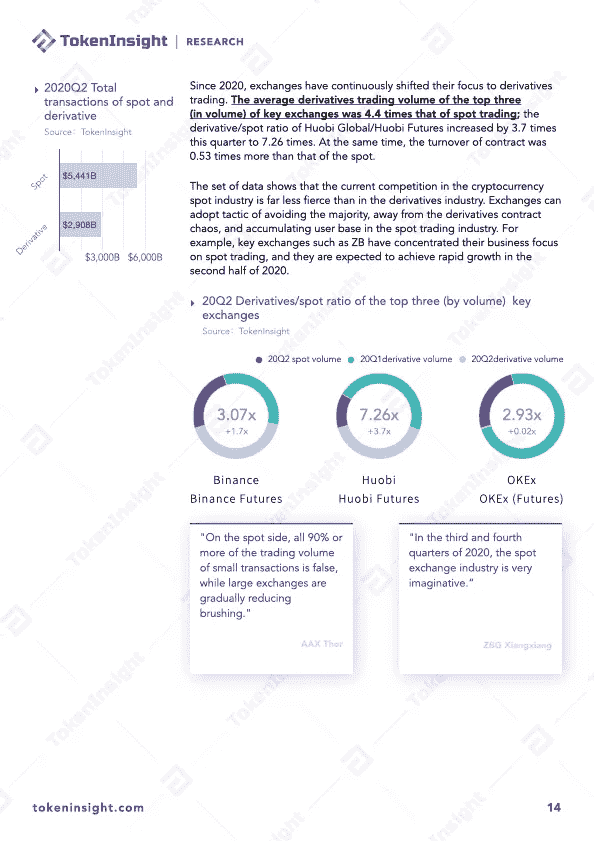 TokenInsight | RESEARCH
2020Q2 Total
transactions of spot and
derivative
Source： TokenInsight
Spot
$5,441B
Derivative
$2,908B
$3,000B $6,000B
Since 2020, exchanges have continuously shifted their focus to derivatives
trading. The average derivatives trading volume of the top three
(in volume) of key exchanges was 4.4 times that of spot trading; the
derivative/spot ratio of Huobi Global/Huobi Futures increased by 3.7 times
this quarter to 7.26 times. At the same time, the turnover of contract was
0.53 times more than that of the spot.
The set of data shows that the current competition in the cryptocurrency
spot industry is far less fierce than in the derivatives industry. Exchanges can
adopt tactic of avoiding the majority, away from the derivatives contract
chaos, and accumulating user base in the spot trading industry. For
example, key exchanges such as ZB have concentrated their business focus
on spot trading, and they are expected to achieve rapid growth in the
second half of 2020.
20Q2 Derivatives/spot ratio of the top three (by volume) key
exchanges
Source： TokenInsight
20Q2 spot volume 20Q1derivative volume 20Q2derivative volume
3.07x
+1.7x
7.26x
+3.7x
2.93x
+0.02x
Binance
Binance Futures
Huobi
Huobi Futures
OKEx
OKEx (Futures)
"On the spot side, all 90% or
more of the trading volume
of small transactions is false,
while large exchanges are
gradually reducing
brushing."
AAX Thor
"In the third and fourth
quarters of 2020, the spot
exchange industry is very
imaginative."
ZBG Xiangxiang
tokeninsight.com
14